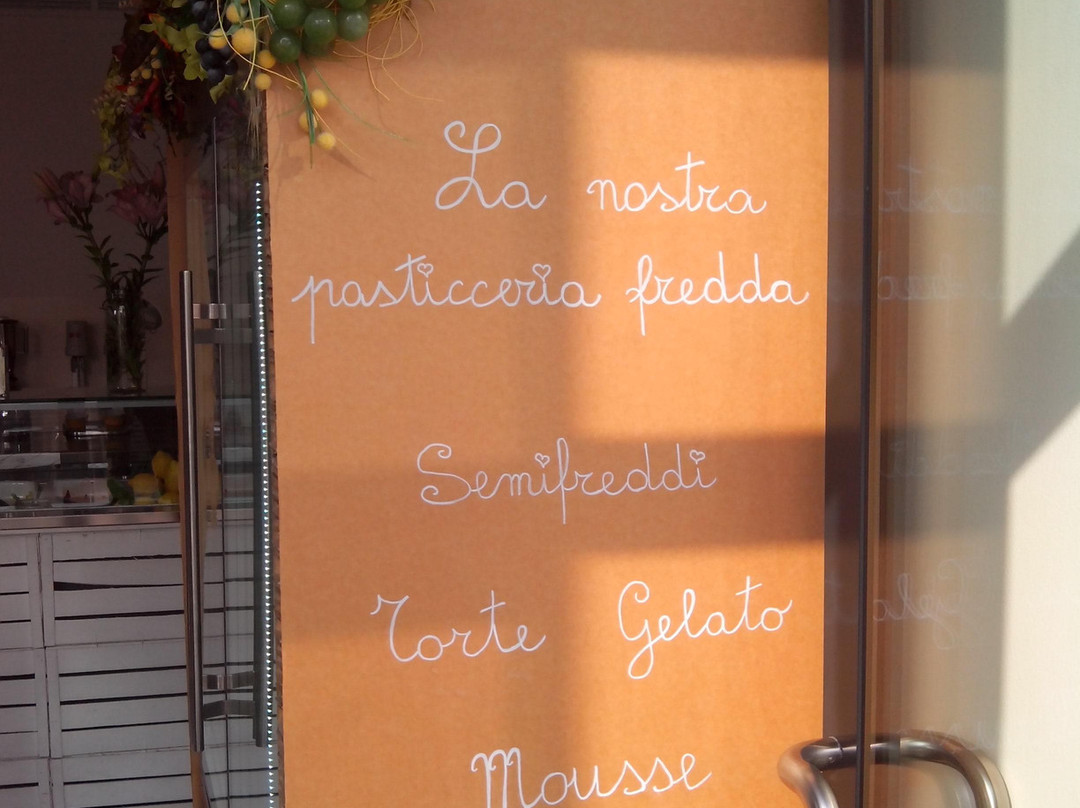 La nostra
pasticceria fredda
Semifreddi
Torte Gelato
Mousse